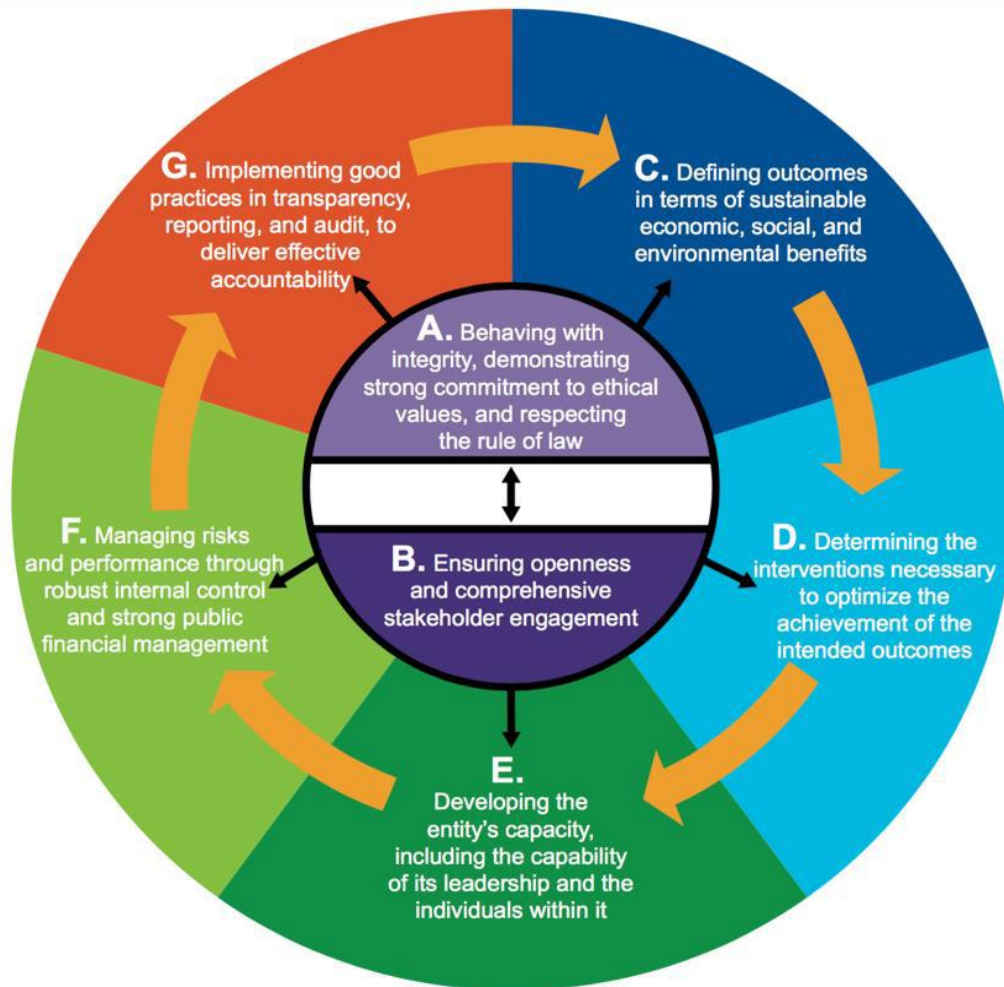 A. Behaving with
integrity, demonstrating
strong commitment to ethical
values, and respecting
the rule of law
B. Ensuring openness
and comprehensive
stakeholder engagement
C. Defining outcomes
in terms of sustainable
economic, social, and
environmental benefits
D. Determining the
interventions necessary
to optimize the
achievement of the
intended outcomes
E.
Developing the
entity’s capacity,
including the capability
of its leadership and the
individuals within it
F. Managing risks
and performance through
robust internal control
and strong public
financial management
G. Implementing good
practices in transparency,
reporting, and audit, to
deliver effective
accountability